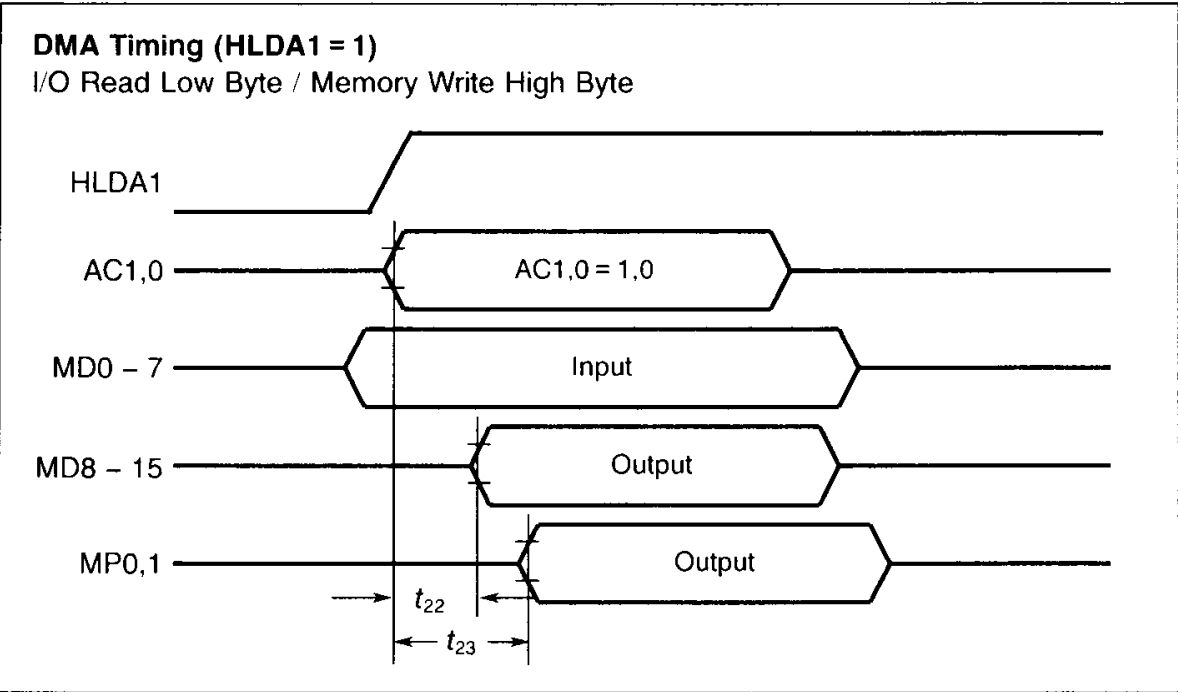 DMA Timing (HLDA1 = 1)
I/O Read Low Byte / Memory Write High Byte
HLDA1
AC1,0
AC1,0 = 1,0
MD0 – 7
Input
MD8 – 15
Output
MP0,1
Output
t22
t23